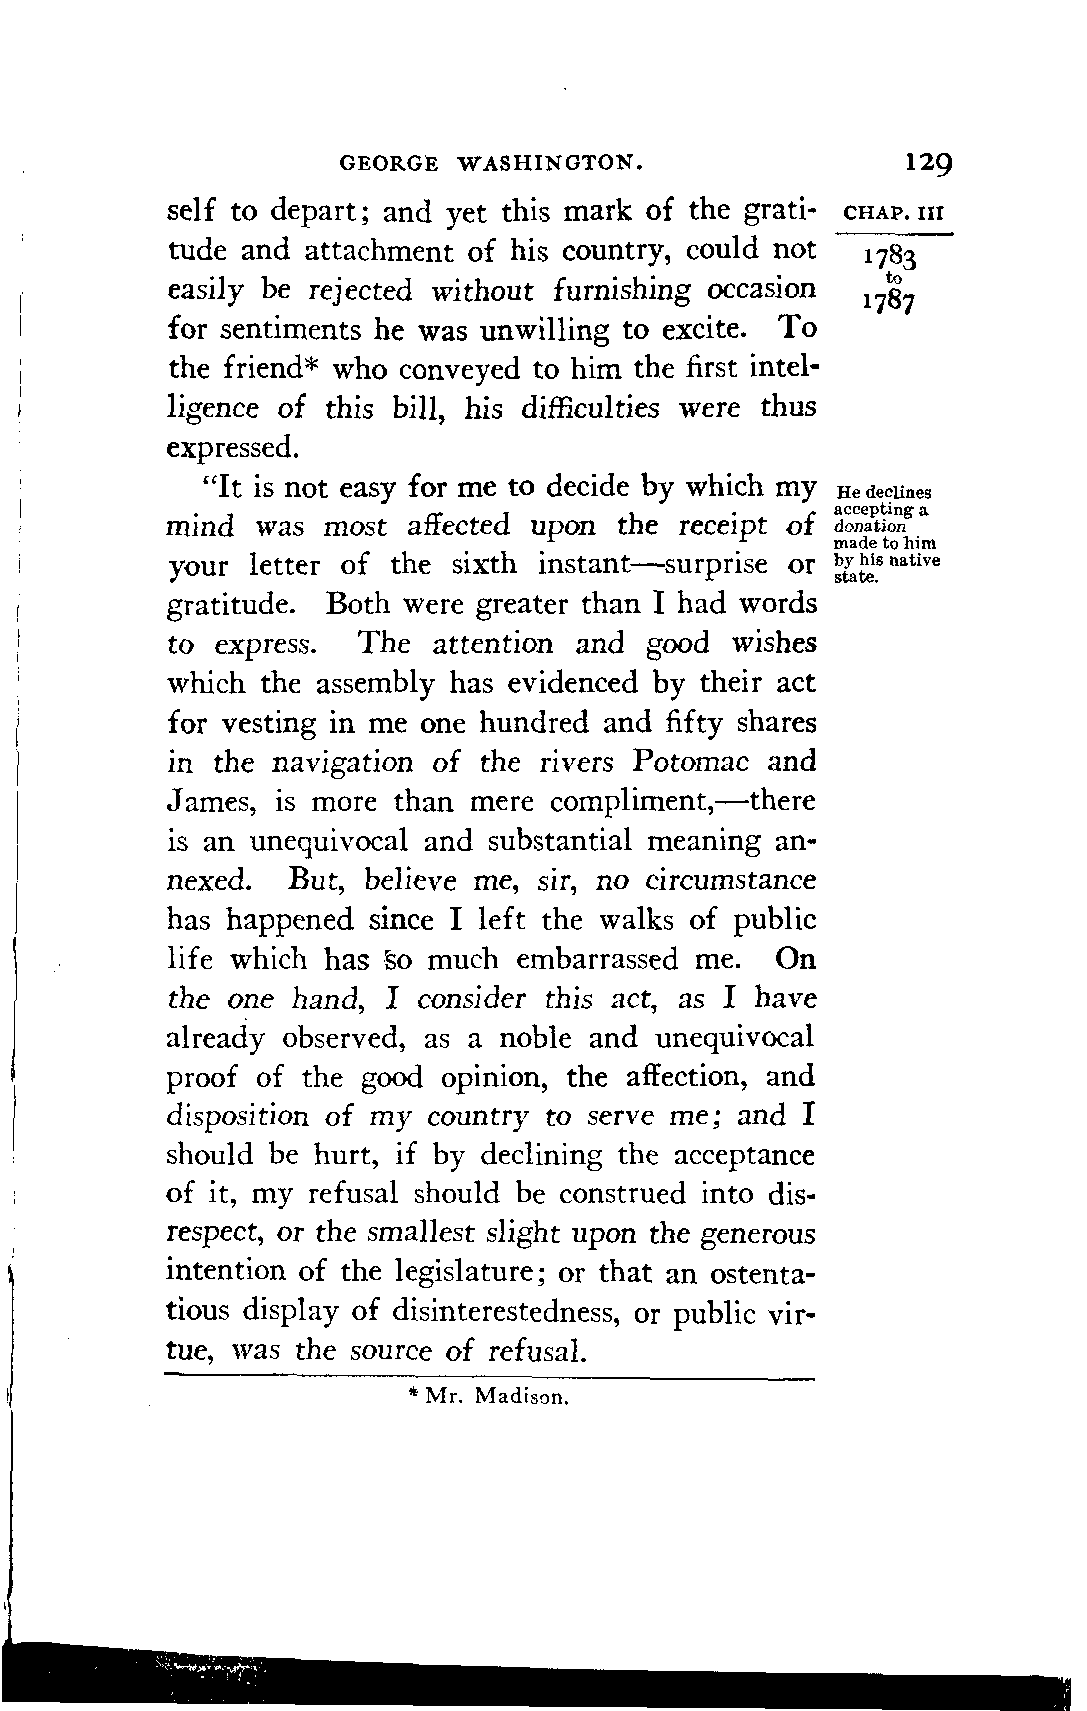 GEORGE WASHINGTON. 129
self to depart; and yet this mark of the grati-
tude and attachment of his country, could not
easily be rejected without furnishing occasion
for sentiments he was unwilling to excite. To
the friend* who conveyed to him the first intel-
ligence of this bill, his difficulties were thus
expressed.
"It is not easy for me to decide by which my
mind was most affected upon the receipt of
your letter of the sixth instant—surprise or
gratitude. Both were greater than I had words
to express. The attention and good wishes
which the assembly has evidenced by their act
for vesting in me one hundred and fifty shares
in the navigation of the rivers Potomac and
James, is more than mere compliment,—there
is an unequivocal and substantial meaning an-
nexed. But, believe me, sir, no circumstance
has happened since I left the walks of public
life which has so much embarrassed me. On
the one hand, I consider this act, as I have
already observed, as a noble and unequivocal
proof of the good opinion, the affection, and
disposition of my country to serve me; and I
should be hurt, if by declining the acceptance
of it, my refusal should be construed into dis-
respect, or the smallest slight upon the generous
intention of the legislature; or that an ostenta-
tious display of disinterestedness, or public vir-
tue, was the source of refusal.
* Mr. Madison.
CHAP. III
1783
to
1787
He declines
accepting a
donation
made to him
by his native
state.